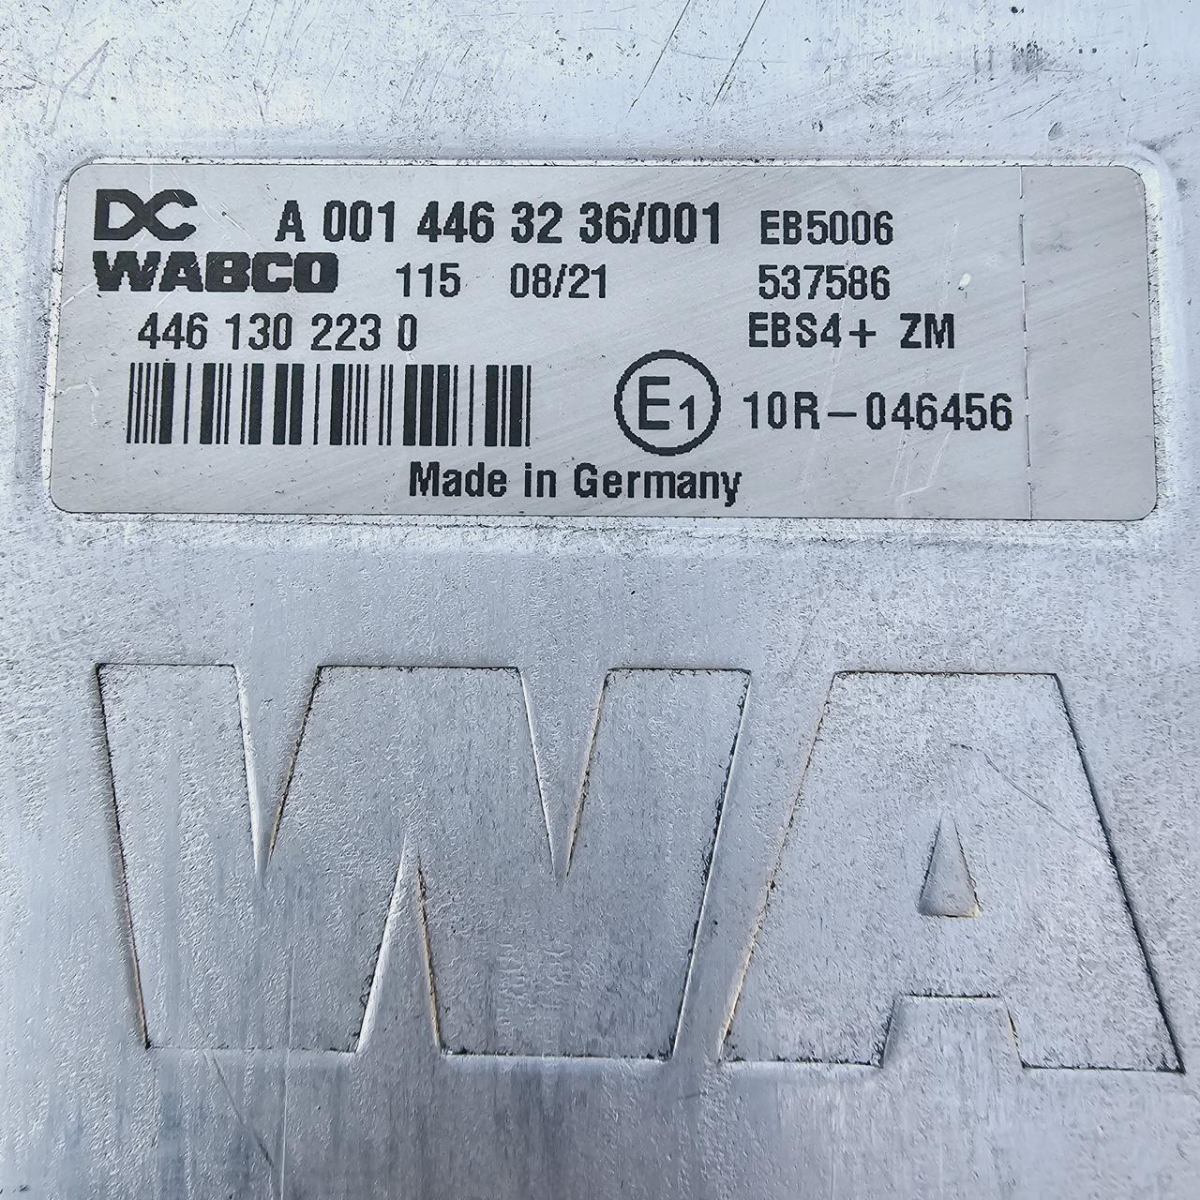 DC A 001 446 32 36/001 EB5006
WABCO 115 08/21 537586
446 130 223 0 EBS4+ ZM
E1 10R-046456
Made in Germany
WA